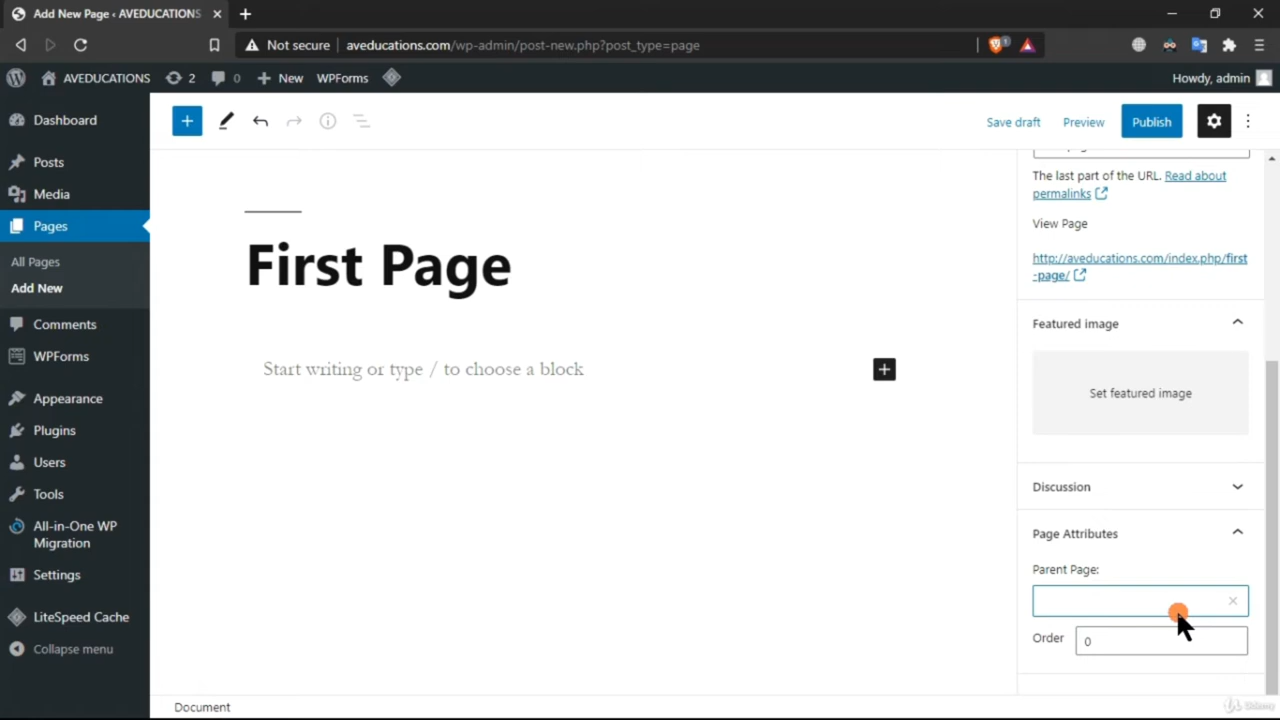 Add New Page ‹ AVEDUCATIONS
Not secure
aveducations.com/wp-admin/post-new.php?post_type=page
1
AVEDUCATIONS
2
0
New
WPForms
Howdy, admin
Dashboard
Posts
Media
Pages
All Pages
Add New
Comments
WPForms
Appearance
Plugins
Users
Tools
All-in-One WP
Migration
Settings
LiteSpeed Cache
Collapse menu
Save draft
Preview
Publish
First Page
Start writing or type / to choose a block
Document
The last part of the URL. Read about
permalinks
View Page
http://aveducations.com/index.php/first
-page/
Featured image
Set featured image
Discussion
Page Attributes
Parent Page:
Order
0
Udemy